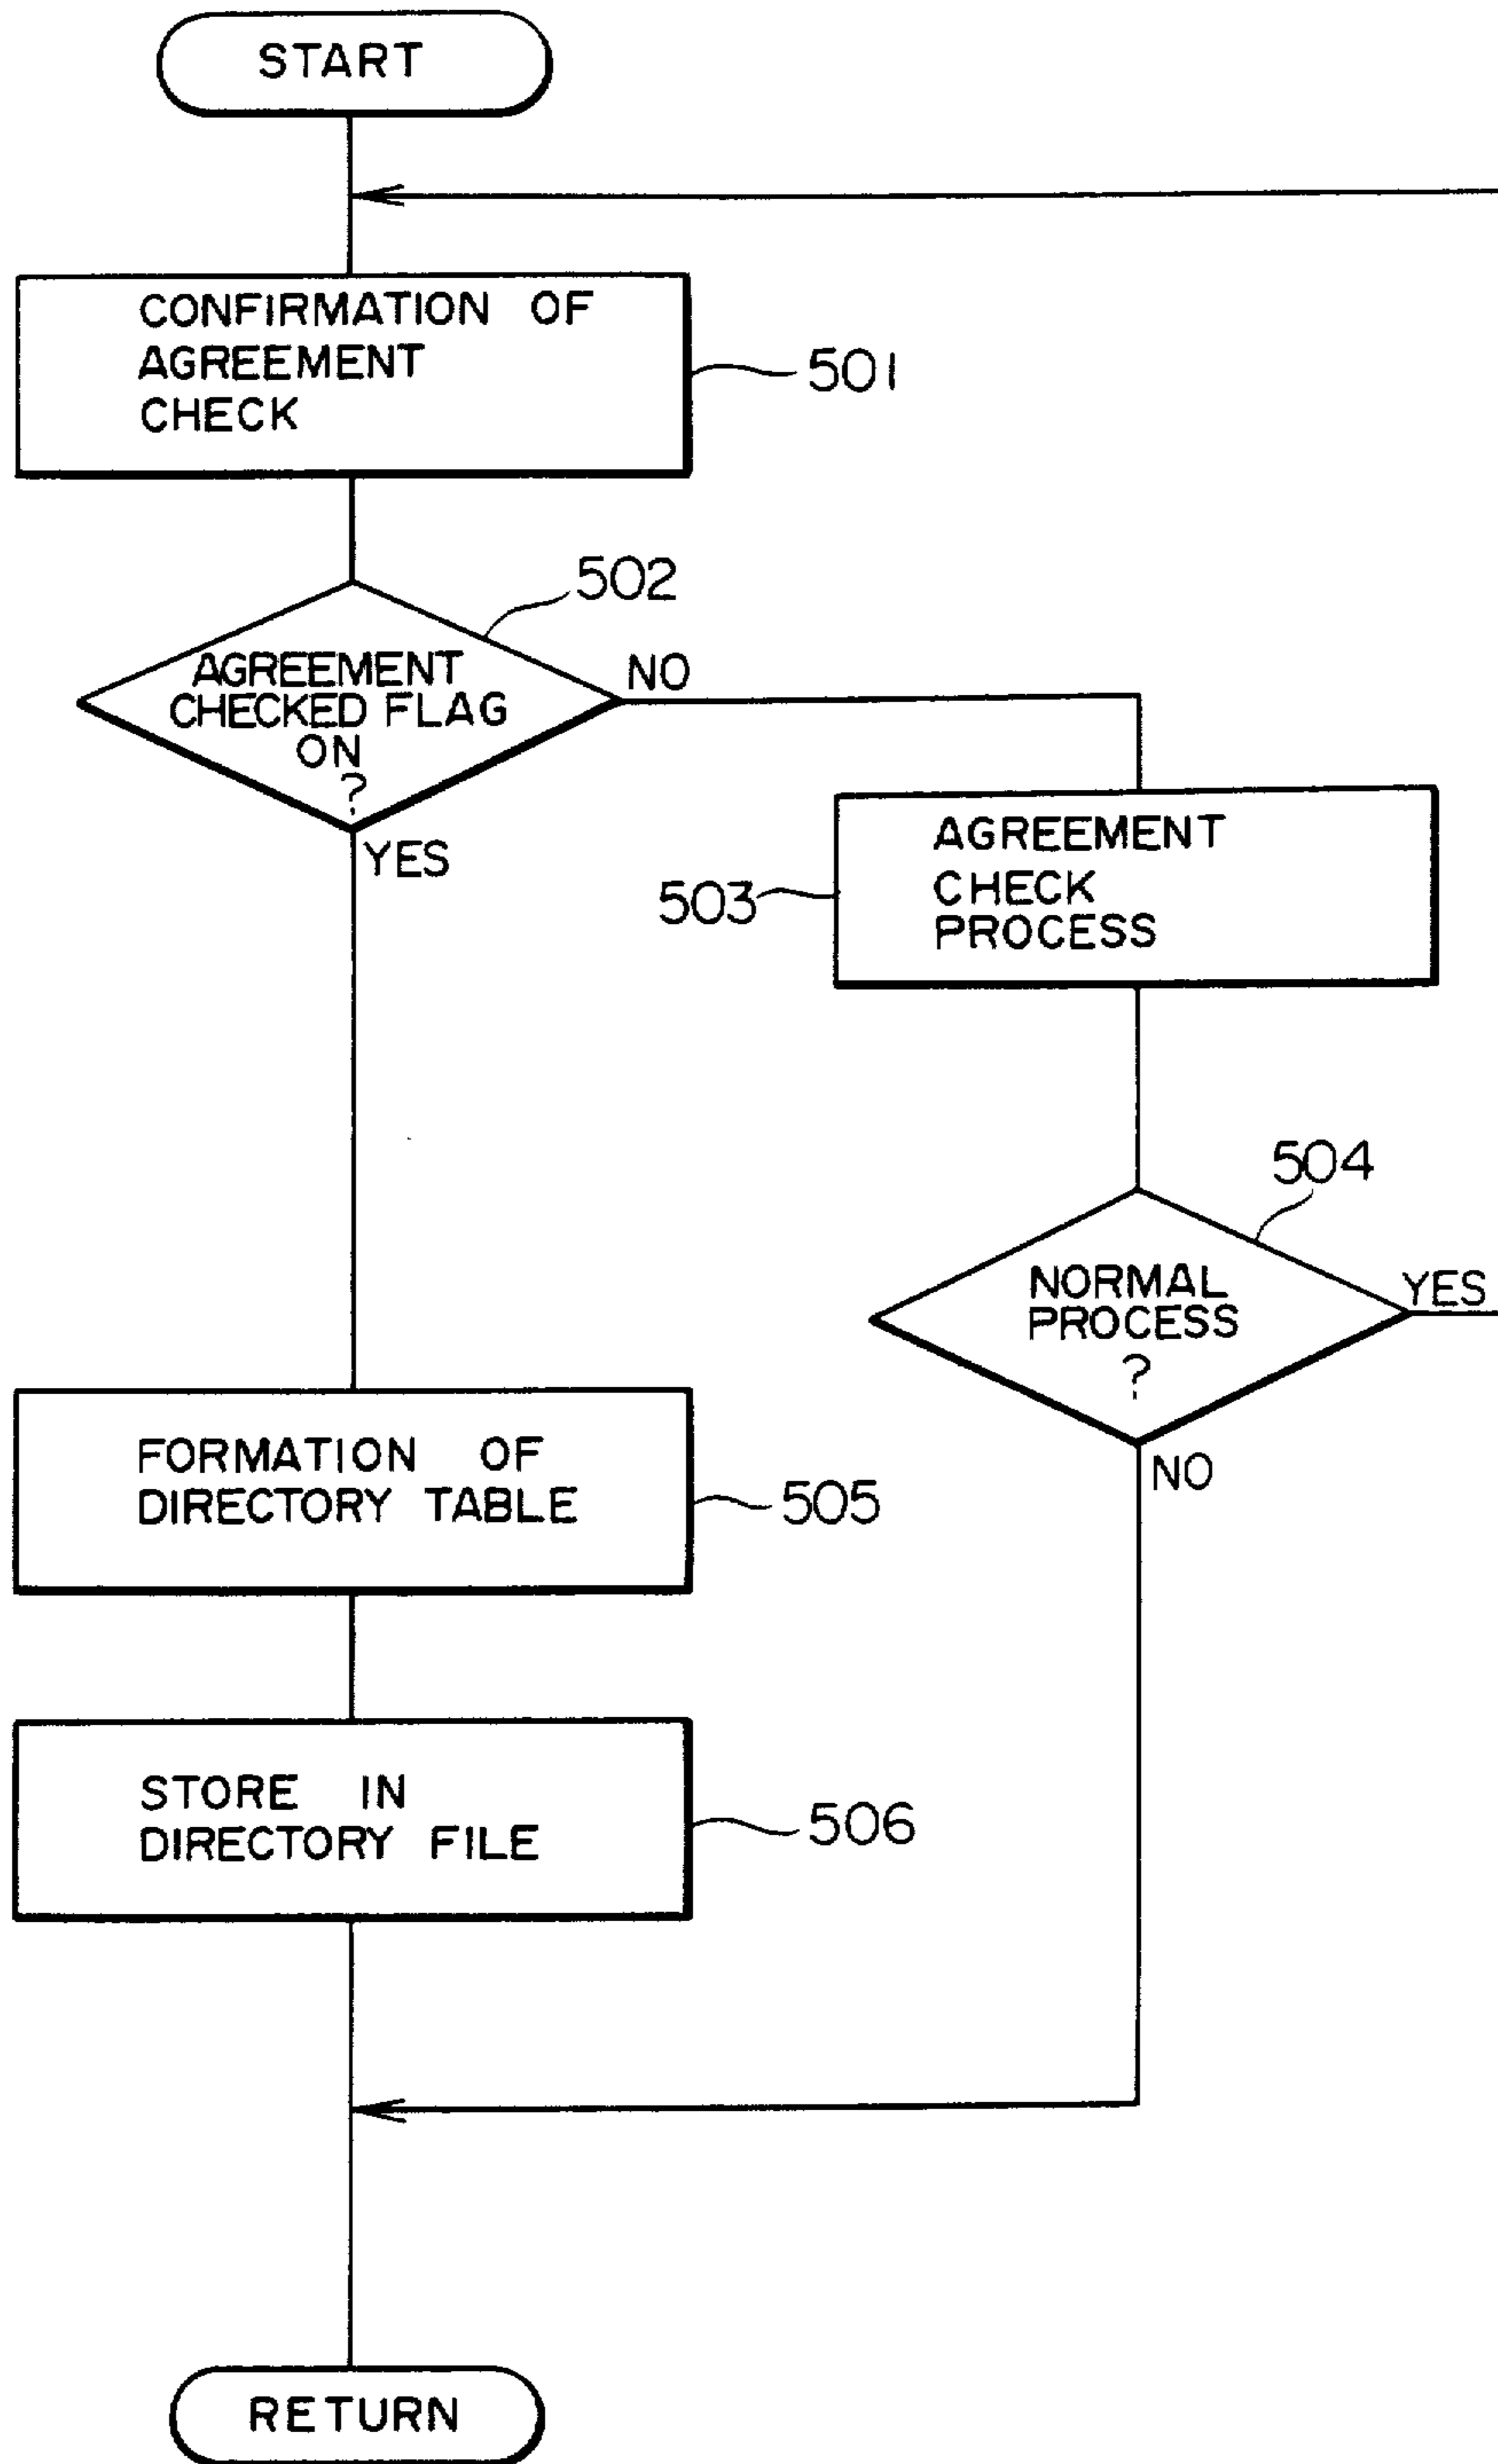 START
CONFIRMATION OF
AGREEMENT
CHECK
501
502
AGREEMENT
CHECKED FLAG
ON
?
NO
YES
AGREEMENT
CHECK
PROCESS
503
504
NORMAL
PROCESS
?
YES
NO
FORMATION OF
DIRECTORY TABLE
505
STORE IN
DIRECTORY FILE
506
RETURN